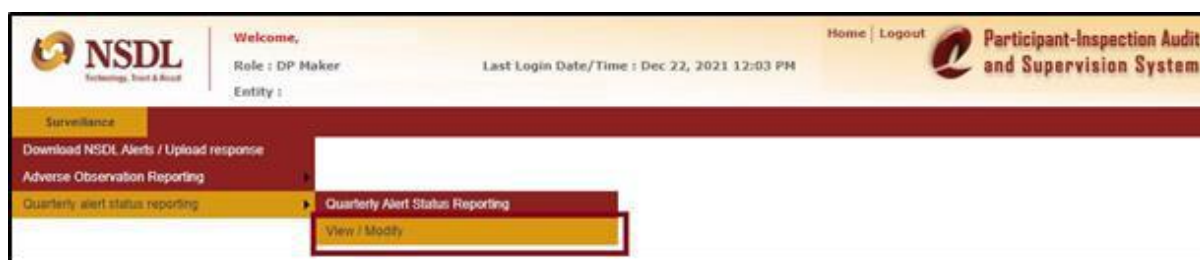 NSDL
Technology, Trust & Reach
Welcome,
Role : DP Maker
Entity :
Last Login Date/Time : Dec 22, 2021 12:03 PM
Home | Logout
Participant-Inspection Audit
and Supervision System
Surveillance
Download NSDL Alerts / Upload response
Adverse Observation Reporting
Quarterly alert status reporting
Quarterly Alert Status Reporting
View / Modify